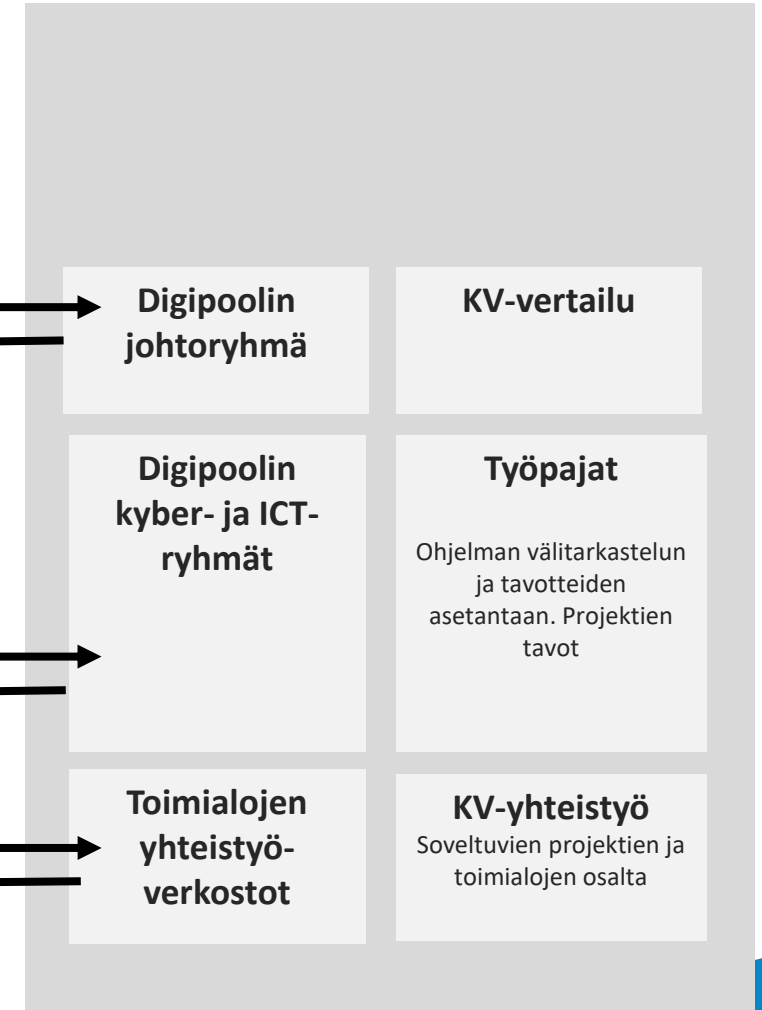 Digipoolin
johtoryhmä
KV-vertailu
Digipoolin
kyber- ja ICT-
ryhmät
Työpajat
Ohjelman välitarkastelun
ja tavotteiden
asetantaan. Projektien
tavot
Toimialojen
yhteistyö-
verkostot
KV-yhteistyö
Soveltuvien projektien ja
toimialojen osalta